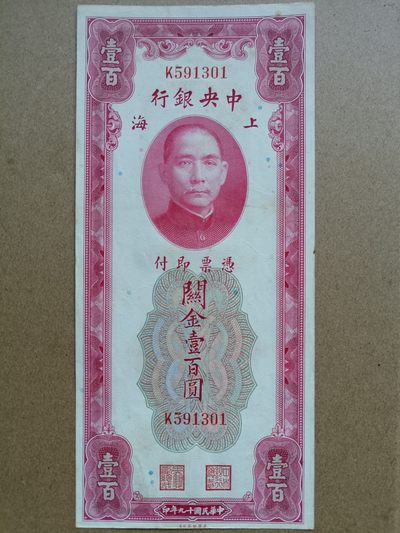 壹百 壹百
K591301
中央銀行
上海
憑票即付
關金壹百圓
K591301
壹百 壹百
中華民國十九年印